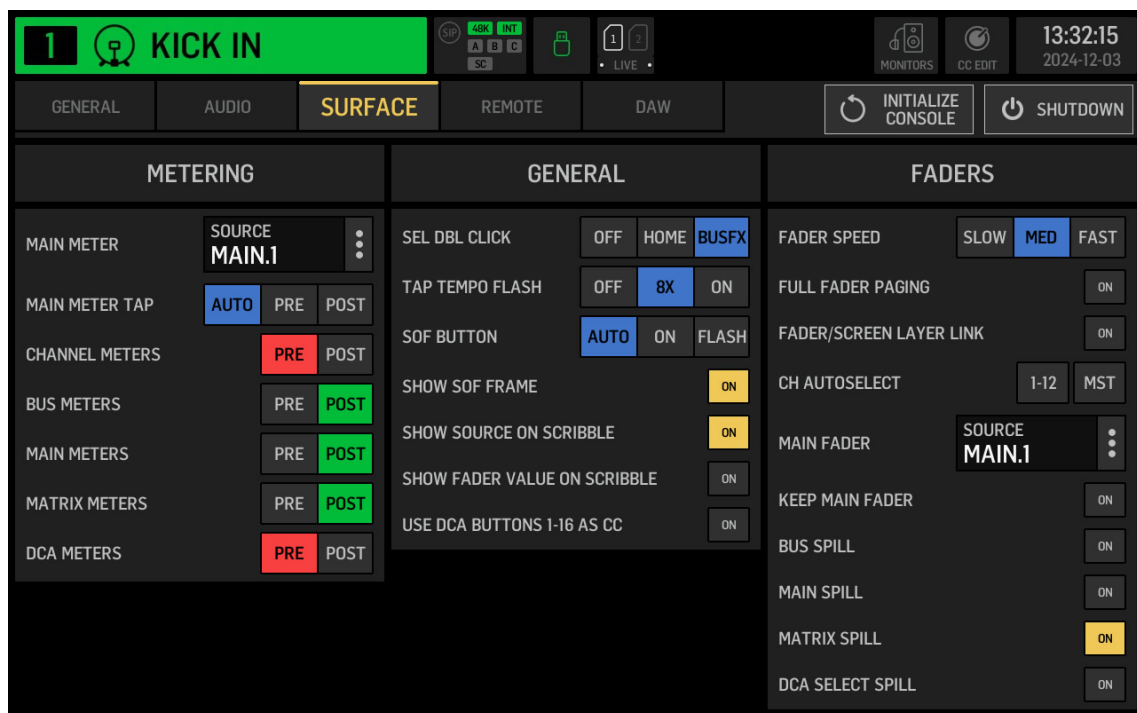 1 KICK IN
SIP 48K INT
A B C
SC
1 2
LIVE
MONITORS
CC EDIT
13:32:15
2024-12-03
GENERAL AUDIO SURFACE REMOTE DAW
INITIALIZE
CONSOLE
SHUTDOWN
METERING
MAIN METER SOURCE
MAIN.1
MAIN METER TAP AUTO PRE POST
CHANNEL METERS PRE POST
BUS METERS PRE POST
MAIN METERS PRE POST
MATRIX METERS PRE POST
DCA METERS PRE POST
GENERAL
SEL DBL CLICK OFF HOME BUSFX
TAP TEMPO FLASH OFF 8X ON
SOF BUTTON AUTO ON FLASH
SHOW SOF FRAME ON
SHOW SOURCE ON SCRIBBLE ON
SHOW FADER VALUE ON SCRIBBLE ON
USE DCA BUTTONS 1-16 AS CC ON
FADERS
FADER SPEED SLOW MED FAST
FULL FADER PAGING ON
FADER/SCREEN LAYER LINK ON
CH AUTOSELECT 1-12 MST
MAIN FADER SOURCE
MAIN.1
KEEP MAIN FADER ON
BUS SPILL ON
MAIN SPILL ON
MATRIX SPILL ON
DCA SELECT SPILL ON